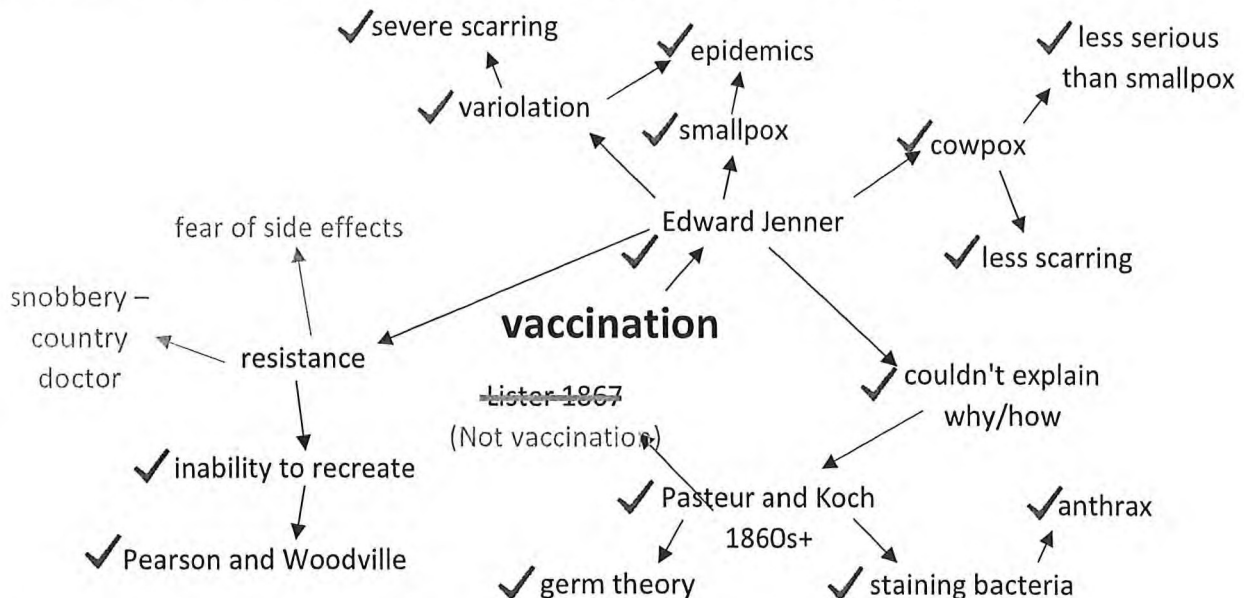 severe scarring
epidemics
less serious
than smallpox
variolation
smallpox
cowpox
Edward Jenner
fear of side effects
less scarring
snobbery –
country
doctor
vaccination
resistance
couldn't explain
why/how
Lister 1867
(Not vaccination)
inability to recreate
Pasteur and Koch
1860s+
anthrax
Pearson and Woodville
germ theory
staining bacteria